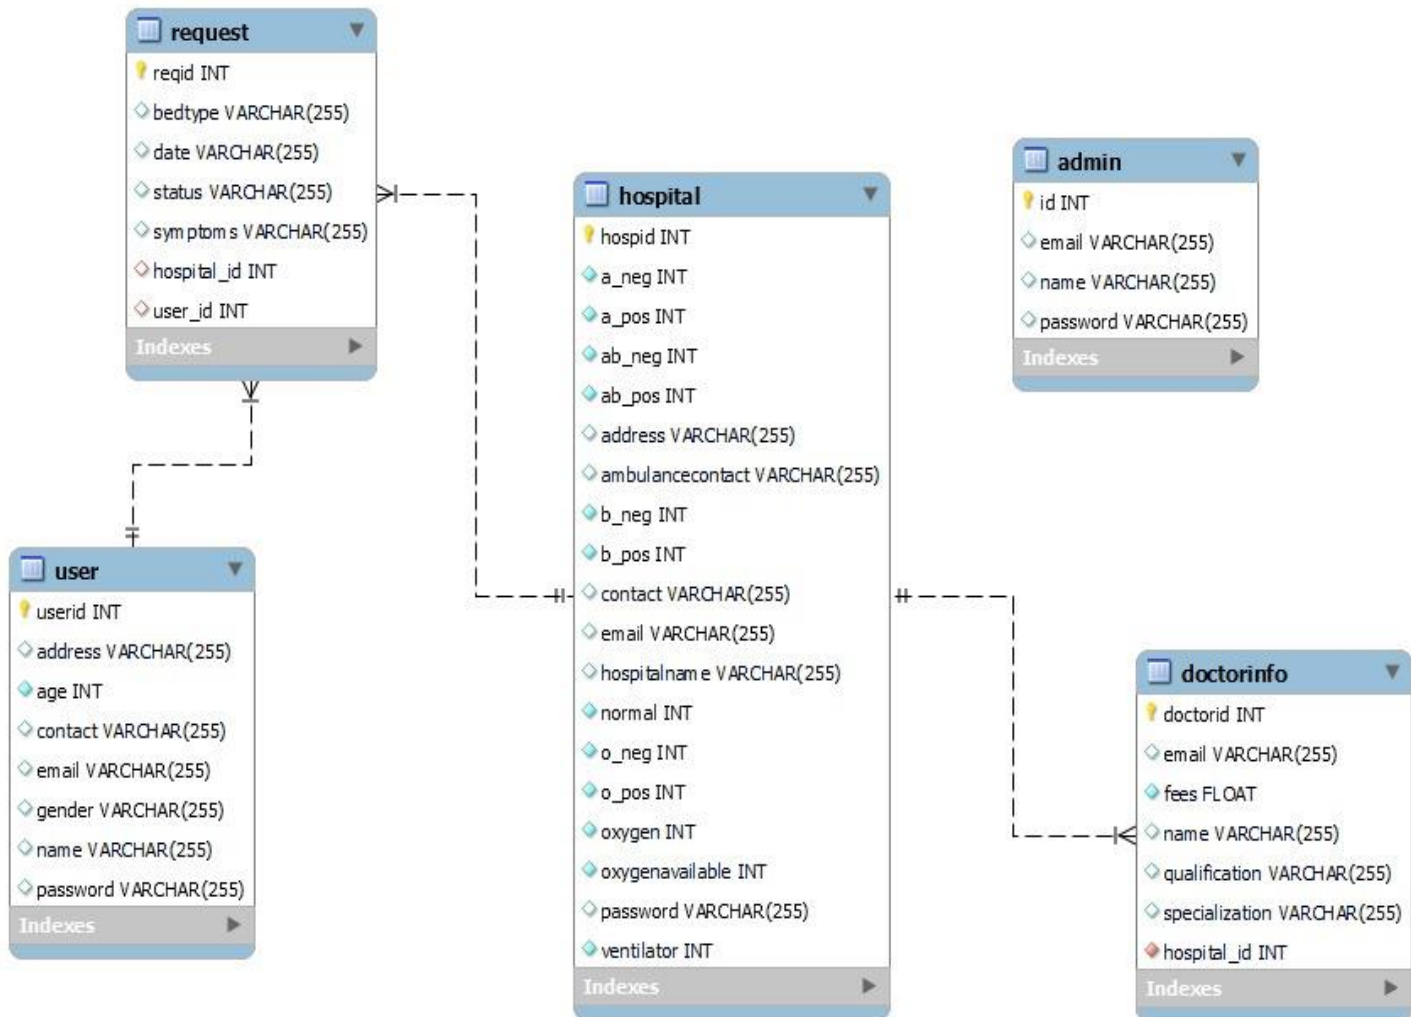 request
reqid INT
bedtype VARCHAR(255)
date VARCHAR(255)
status VARCHAR(255)
symptoms VARCHAR(255)
hospital_id INT
user_id INT
Indexes
user
userid INT
address VARCHAR(255)
age INT
contact VARCHAR(255)
email VARCHAR(255)
gender VARCHAR(255)
name VARCHAR(255)
password VARCHAR(255)
Indexes
hospital
hospid INT
a_neg INT
a_pos INT
ab_neg INT
ab_pos INT
address VARCHAR(255)
ambulancecontact VARCHAR(255)
b_neg INT
b_pos INT
contact VARCHAR(255)
email VARCHAR(255)
hospitalname VARCHAR(255)
normal INT
o_neg INT
o_pos INT
oxygen INT
oxygenavailable INT
password VARCHAR(255)
ventilator INT
Indexes
admin
id INT
email VARCHAR(255)
name VARCHAR(255)
password VARCHAR(255)
Indexes
doctorinfo
doctorid INT
email VARCHAR(255)
fees FLOAT
name VARCHAR(255)
qualification VARCHAR(255)
specialization VARCHAR(255)
hospital_id INT
Indexes